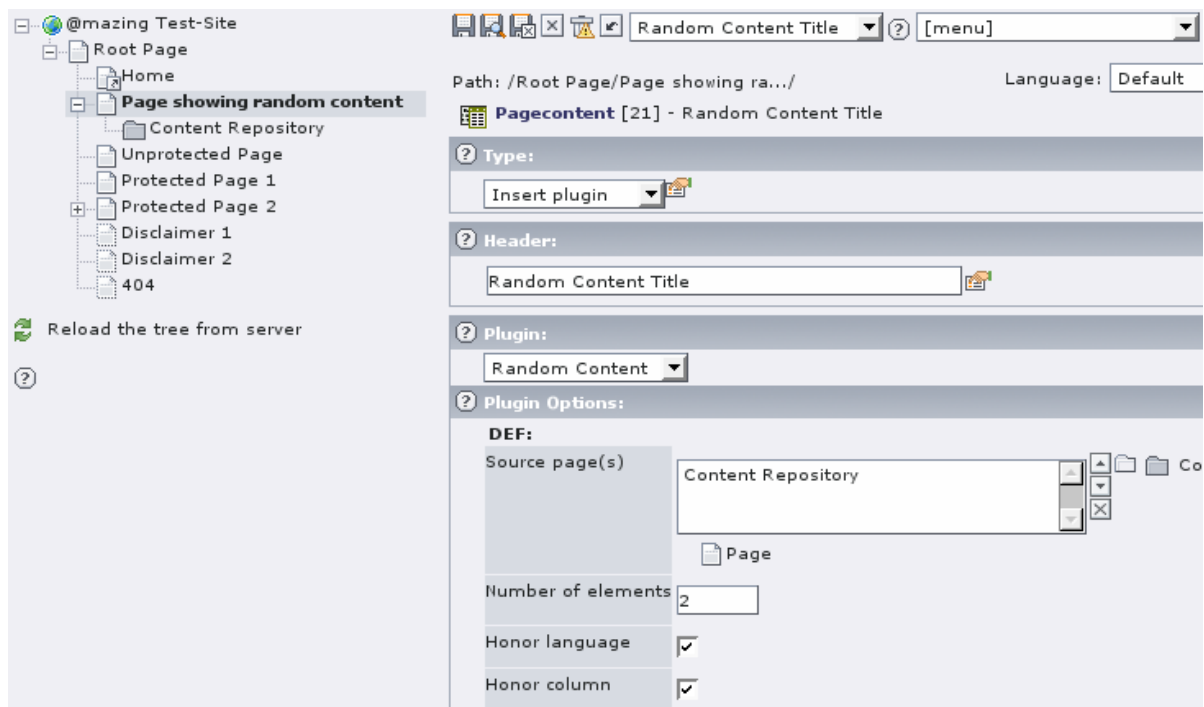 @mazing Test-Site
Root Page
Home
Page showing random content
Content Repository
Unprotected Page
Protected Page 1
Protected Page 2
Disclaimer 1
Disclaimer 2
404
Reload the tree from server
?
Random Content Title ? [menu]
Path: /Root Page/Page showing ra.../ Language: Default
Pagecontent [21] - Random Content Title
? Type:
Insert plugin
? Header:
Random Content Title
? Plugin:
Random Content
? Plugin Options:
DEF:
Source page(s)
Content Repository
Co
Page
Number of elements 2
Honor language
Honor column